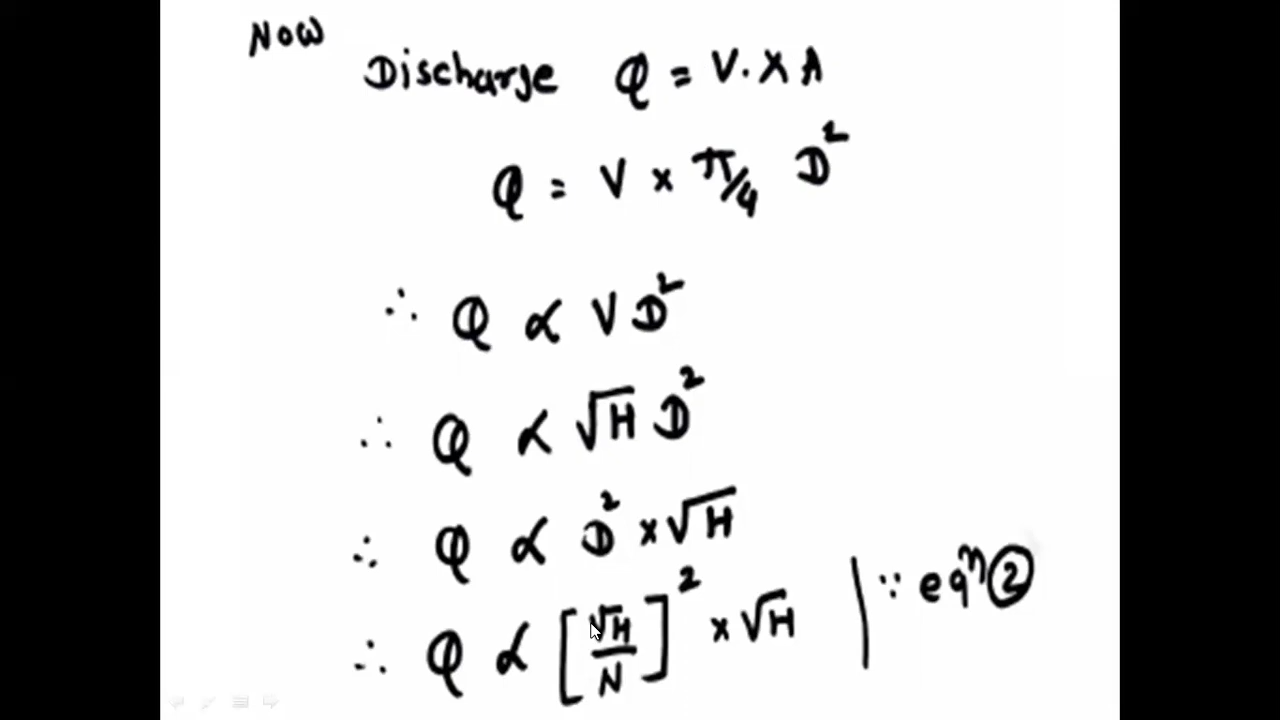 Now
Discharge Q = V. X A
Q = V x π/4 D²
∴ Q ∝ V D²
∴ Q ∝ √H D²
∴ Q ∝ D² x √H
∴ Q ∝ [√H/N]² x √H | ∵ eqⁿ ②